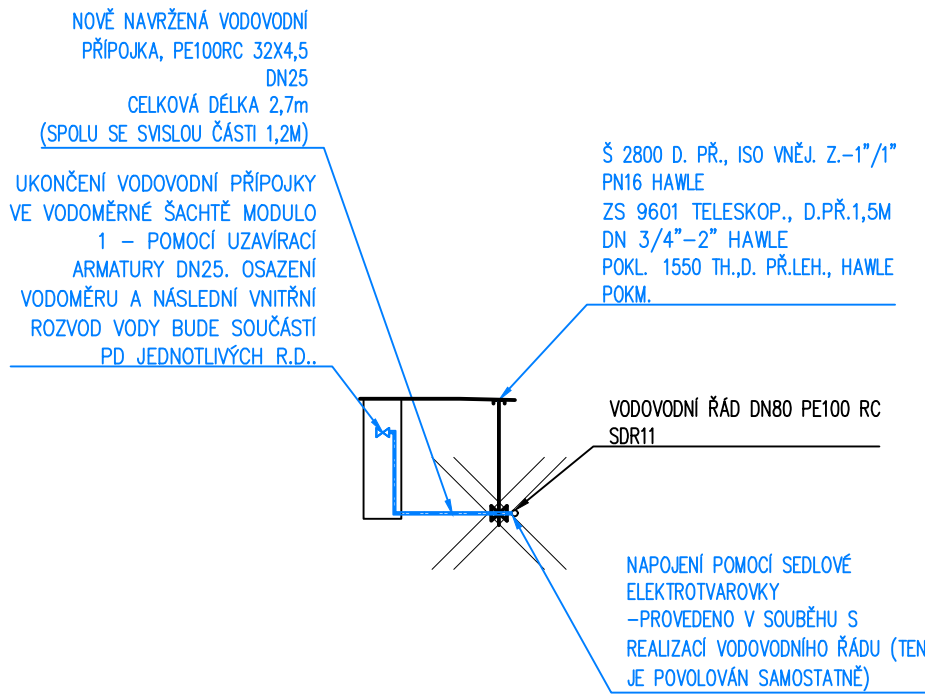 NOVĚ NAVRŽENÁ VODOVODNÍ
PŘÍPOJKA, PE100RC 32X4,5
DN25
CELKOVÁ DÉLKA 2,7m
(SPOLU SE SVISLOU ČÁSTI 1,2M)
UKONČENÍ VODOVODNÍ PŘÍPOJKY
VE VODOMĚRNÉ ŠACHTĚ MODULO
1 – POMOCÍ UZAVÍRACÍ
ARMATURY DN25. OSAZENÍ
VODOMĚRU A NÁSLEDNÍ VNITŘNÍ
ROZVOD VODY BUDE SOUČÁSTÍ
PD JEDNOTLIVÝCH R.D..
Š 2800 D. PŘ., ISO VNĚJ. Z.–1"/1"
PN16 HAWLE
ZS 9601 TELESKOP., D.PŘ.1,5M
DN 3/4"–2" HAWLE
POKL. 1550 TH.,D. PŘ.LEH., HAWLE
POKM.
VODOVODNÍ ŘÁD DN80 PE100 RC
SDR11
NAPOJENÍ POMOCÍ SEDLOVÉ
ELEKTROTVAROVKY
–PROVEDENO V SOUBĚHU S
REALIZACÍ VODOVODNÍHO ŘÁDU (TEN
JE POVOLOVÁN SAMOSTATNĚ)